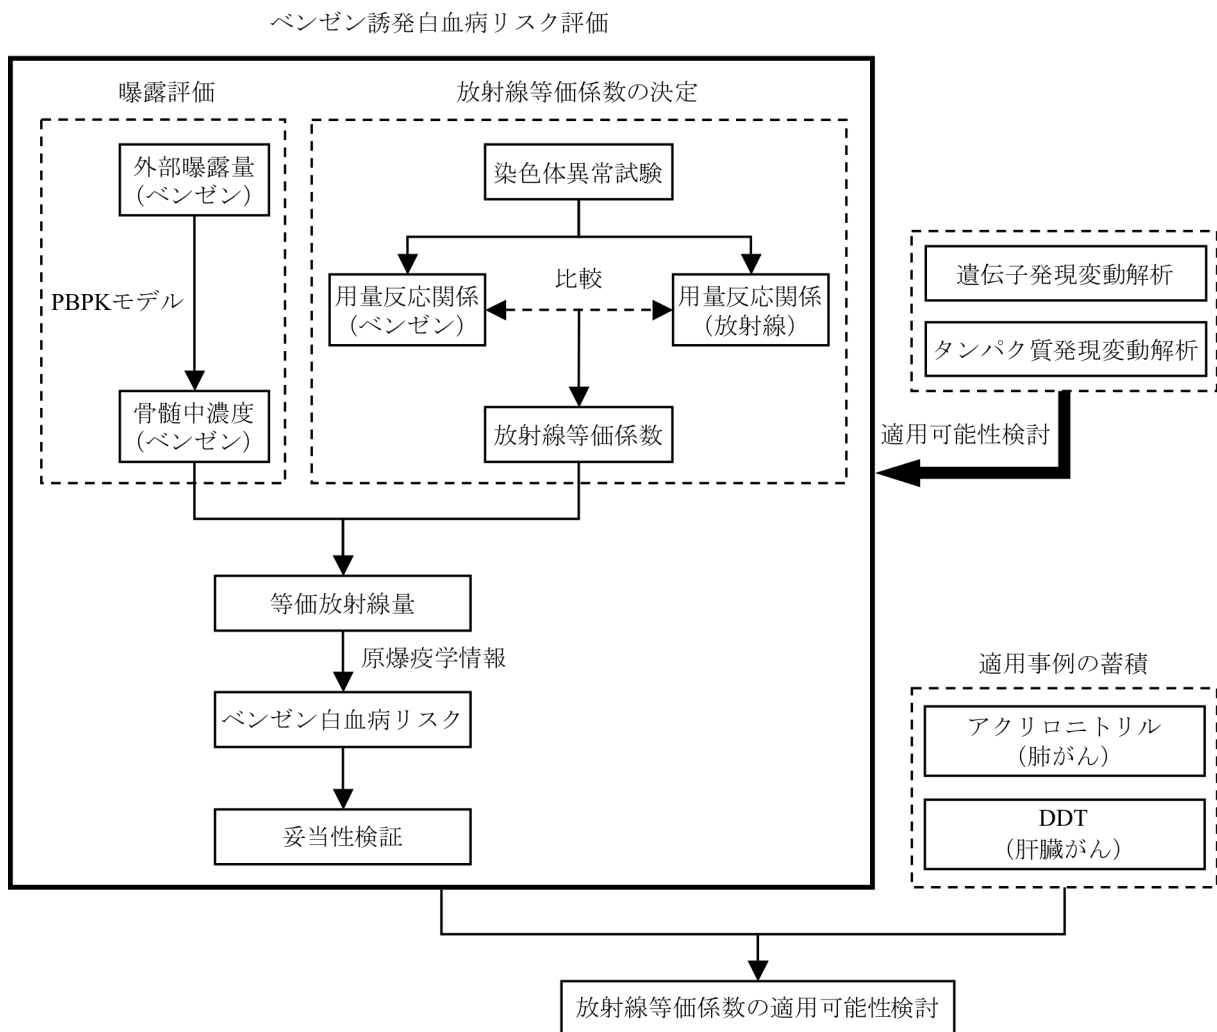 ベンゼン誘発白血病リスク評価
曝露評価
外部曝露量
(ベンゼン)
PBPKモデル
骨髄中濃度
(ベンゼン)
放射線等価係数の決定
染色体異常試験
用量反応関係
(ベンゼン)
比較
用量反応関係
(放射線)
放射線等価係数
等価放射線量
原爆疫学情報
ベンゼン白血病リスク
妥当性検証
遺伝子発現変動解析
タンパク質発現変動解析
適用可能性検討
適用事例の蓄積
アクリロニトリル
(肺がん)
DDT
(肝臓がん)
放射線等価係数の適用可能性検討